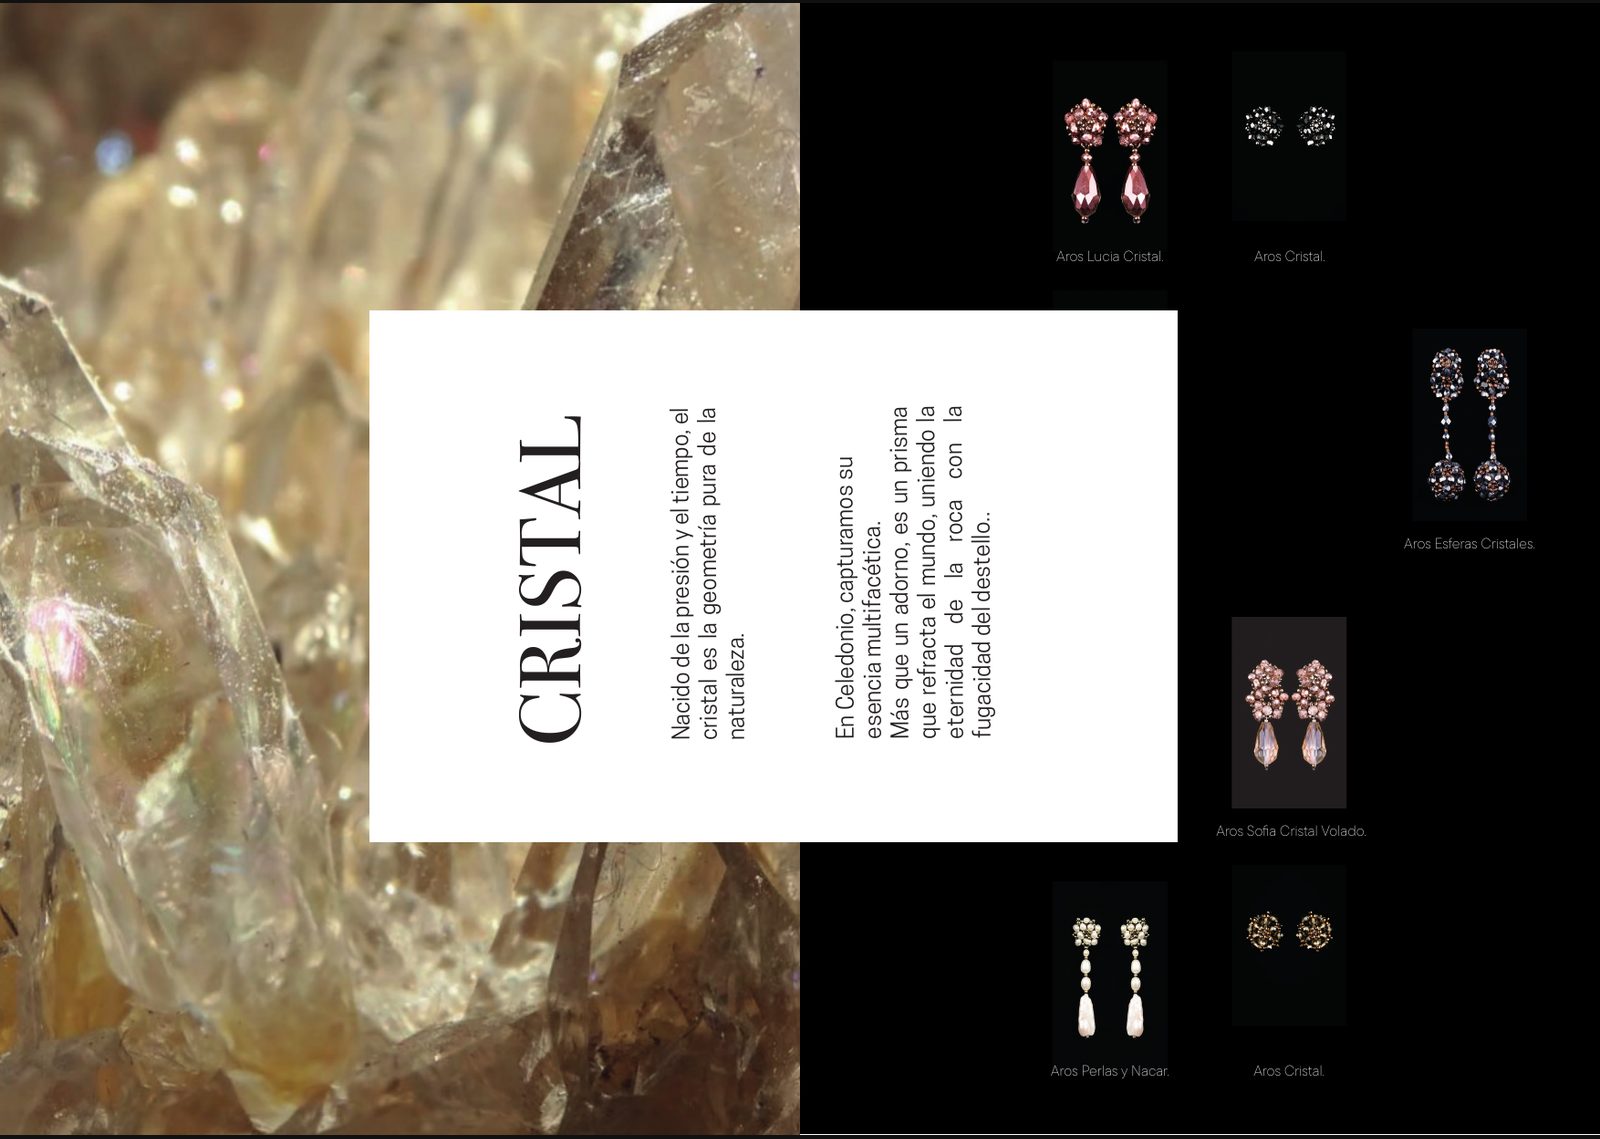 CRISTAL
Nacido de la presión y el tiempo, el
cristal es la geometría pura de la
naturaleza.
En Celedonio, capturamos su
esencia multifacética.
Más que un adorno, es un prisma
que refracta el mundo, uniendo la
eternidad de la roca con la
fugacidad del destello..
Aros Lucia Cristal.
Aros Cristal.
Aros Esferas Cristales.
Aros Sofia Cristal Volado.
Aros Perlas y Nacar.
Aros Cristal.